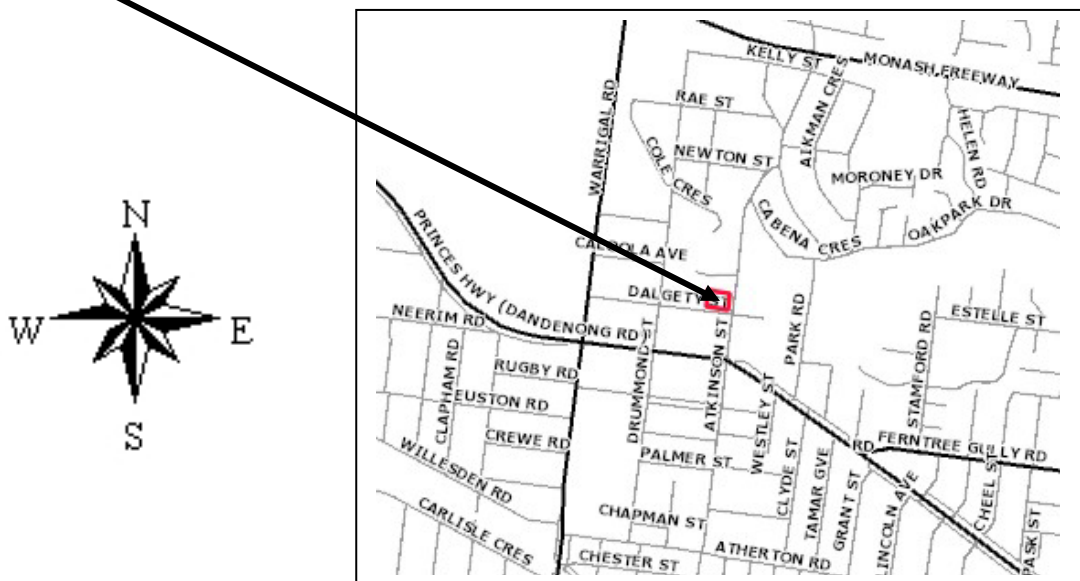 N
W
E
S
KELLY ST
MONASH FREEWAY
RAE ST
AIKMAN CRES
WARRIGAL RD
COLE CRES
NEWTON ST
HELEN RD
MORONEY DR
CABENA CRES
OAKPARK DR
PRINCES HWY (DANDENONG RD)
DALGETY ST
NEERIM RD
ESTELLE ST
PARK RD
STAMFORD RD
DRUMMOND ST
ATKINSON ST
CLAPHAM RD
RUGBY RD
EUSTON RD
WESTLEY ST
CREWE RD
RD
FERNTREE GULLY RD
WILLESDEN RD
PALMER ST
CLYDE ST
TAMAR GVE
GRANT ST
LINCOLN AVE
CHEEL ST
PASK ST
CARLISLE CRES
CHAPMAN ST
CHESTER ST
ATHERTON RD